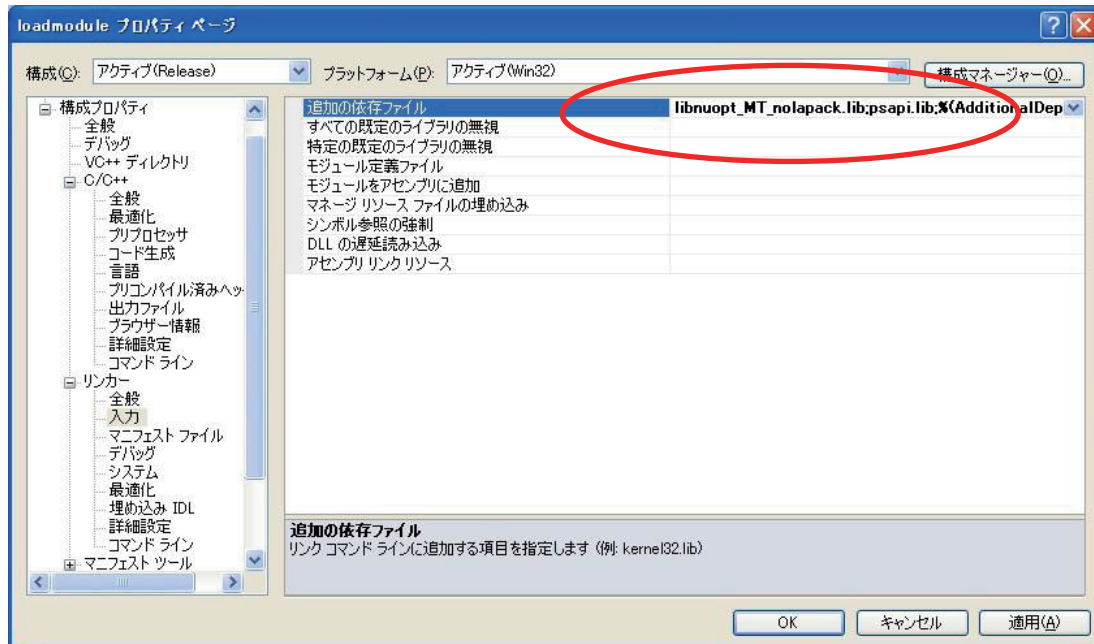 loadmodule プロパティ ページ
構成(C): アクティブ(Release) プラットフォーム(P): アクティブ(Win32) 構成マネージャー(O)...
構成プロパティ
全般
デバッグ
VC++ ディレクトリ
C/C++
全般
最適化
プリプロセッサ
コード生成
言語
プリコンパイル済みヘッ
出力ファイル
ブラウザー情報
詳細設定
コマンド ライン
リンカー
全般
入力
マニフェスト ファイル
デバッグ
システム
最適化
埋め込み IDL
詳細設定
コマンド ライン
マニフェスト ツール
追加の依存ファイル libnuopt_MT_nolapack.lib;psapi.lib;%(AdditionalDep
すべての既定のライブラリの無視
特定の既定のライブラリの無視
モジュール定義ファイル
モジュールをアセンブリに追加
マネージ リソース ファイルの埋め込み
シンボル参照の強制
DLL の遅延読み込み
アセンブリ リンク リソース
追加の依存ファイル
リンク コマンド ラインに追加する項目を指定します (例: kernel32.lib)
OK キャンセル 適用(A)